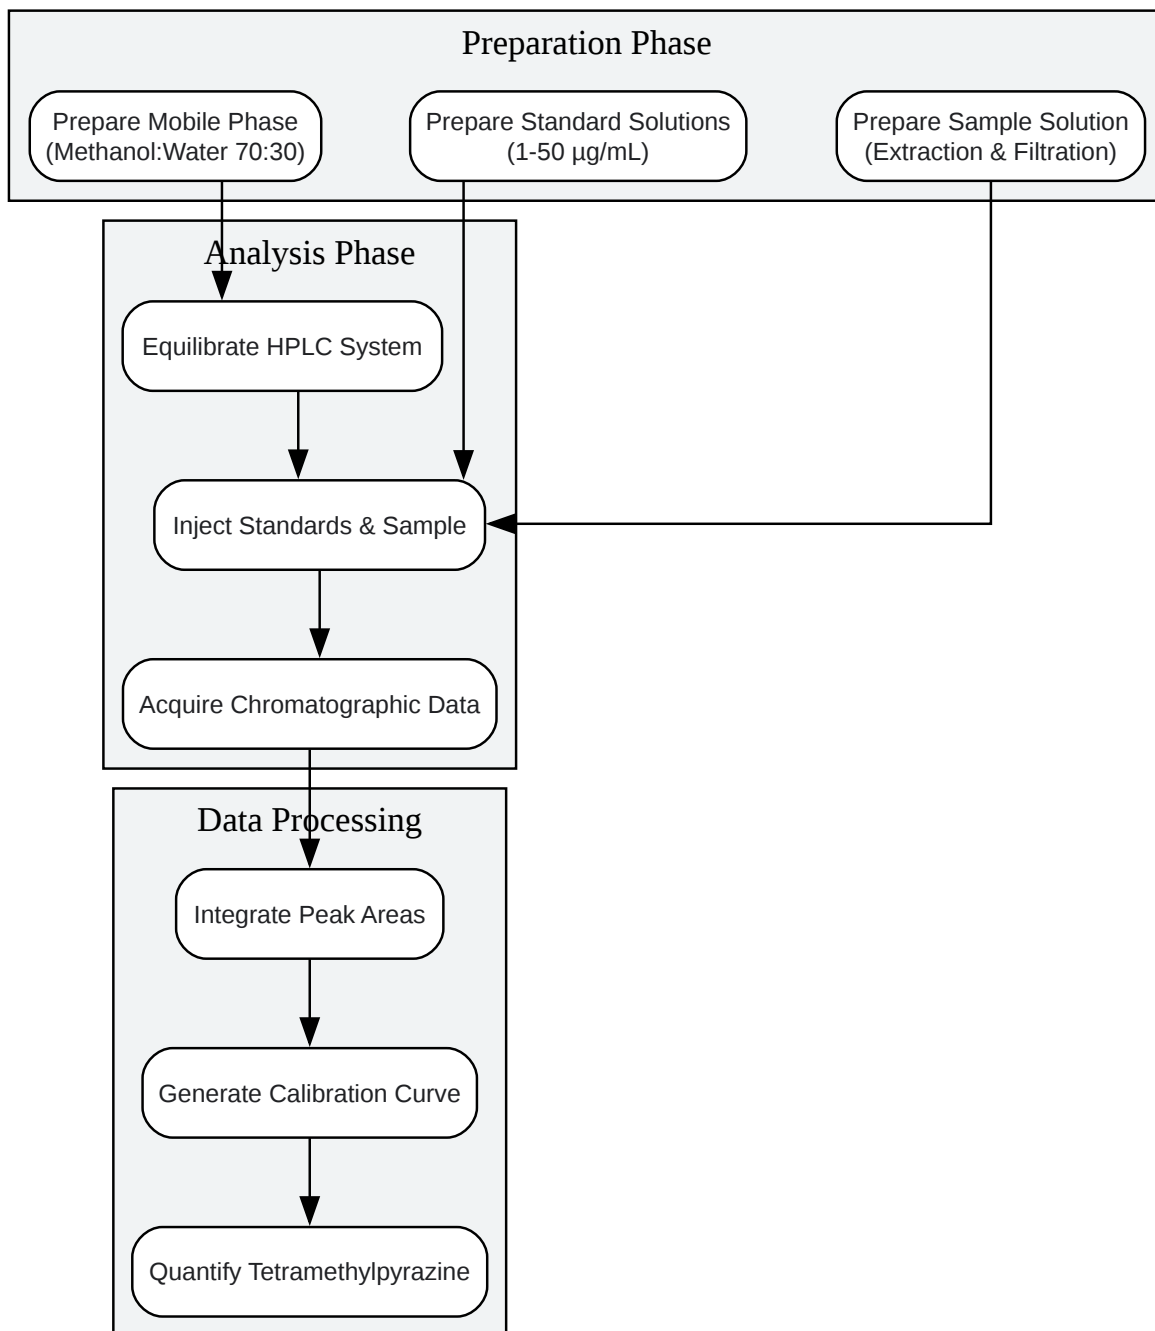 Preparation Phase
Prepare Mobile Phase
(Methanol:Water 70:30)
Prepare Standard Solutions
(1-50 µg/mL)
Prepare Sample Solution
(Extraction & Filtration)
Analysis Phase
Equilibrate HPLC System
Inject Standards & Sample
Acquire Chromatographic Data
Data Processing
Integrate Peak Areas
Generate Calibration Curve
Quantify Tetramethylpyrazine